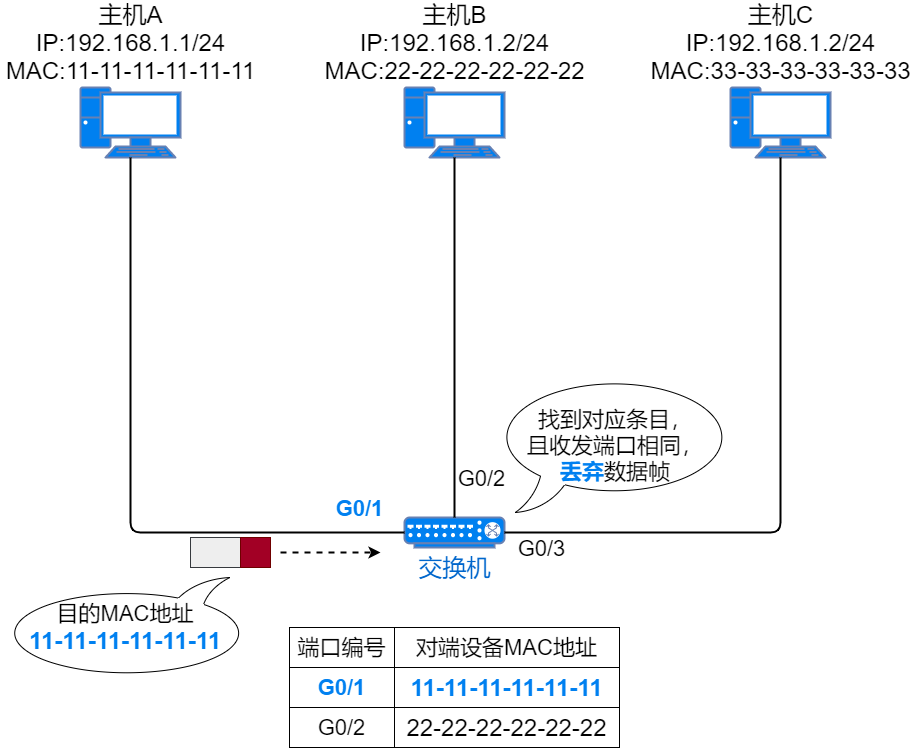 主机A
IP:192.168.1.1/24
MAC:11-11-11-11-11-11
主机B
IP:192.168.1.2/24
MAC:22-22-22-22-22-22
主机C
IP:192.168.1.2/24
MAC:33-33-33-33-33-33
找到对应条目，
且收发端口相同，
丢弃数据帧
G0/2
G0/1
G0/3
交换机
目的MAC地址
11-11-11-11-11-11
端口编号 对端设备MAC地址
G0/1 11-11-11-11-11-11
G0/2 22-22-22-22-22-22